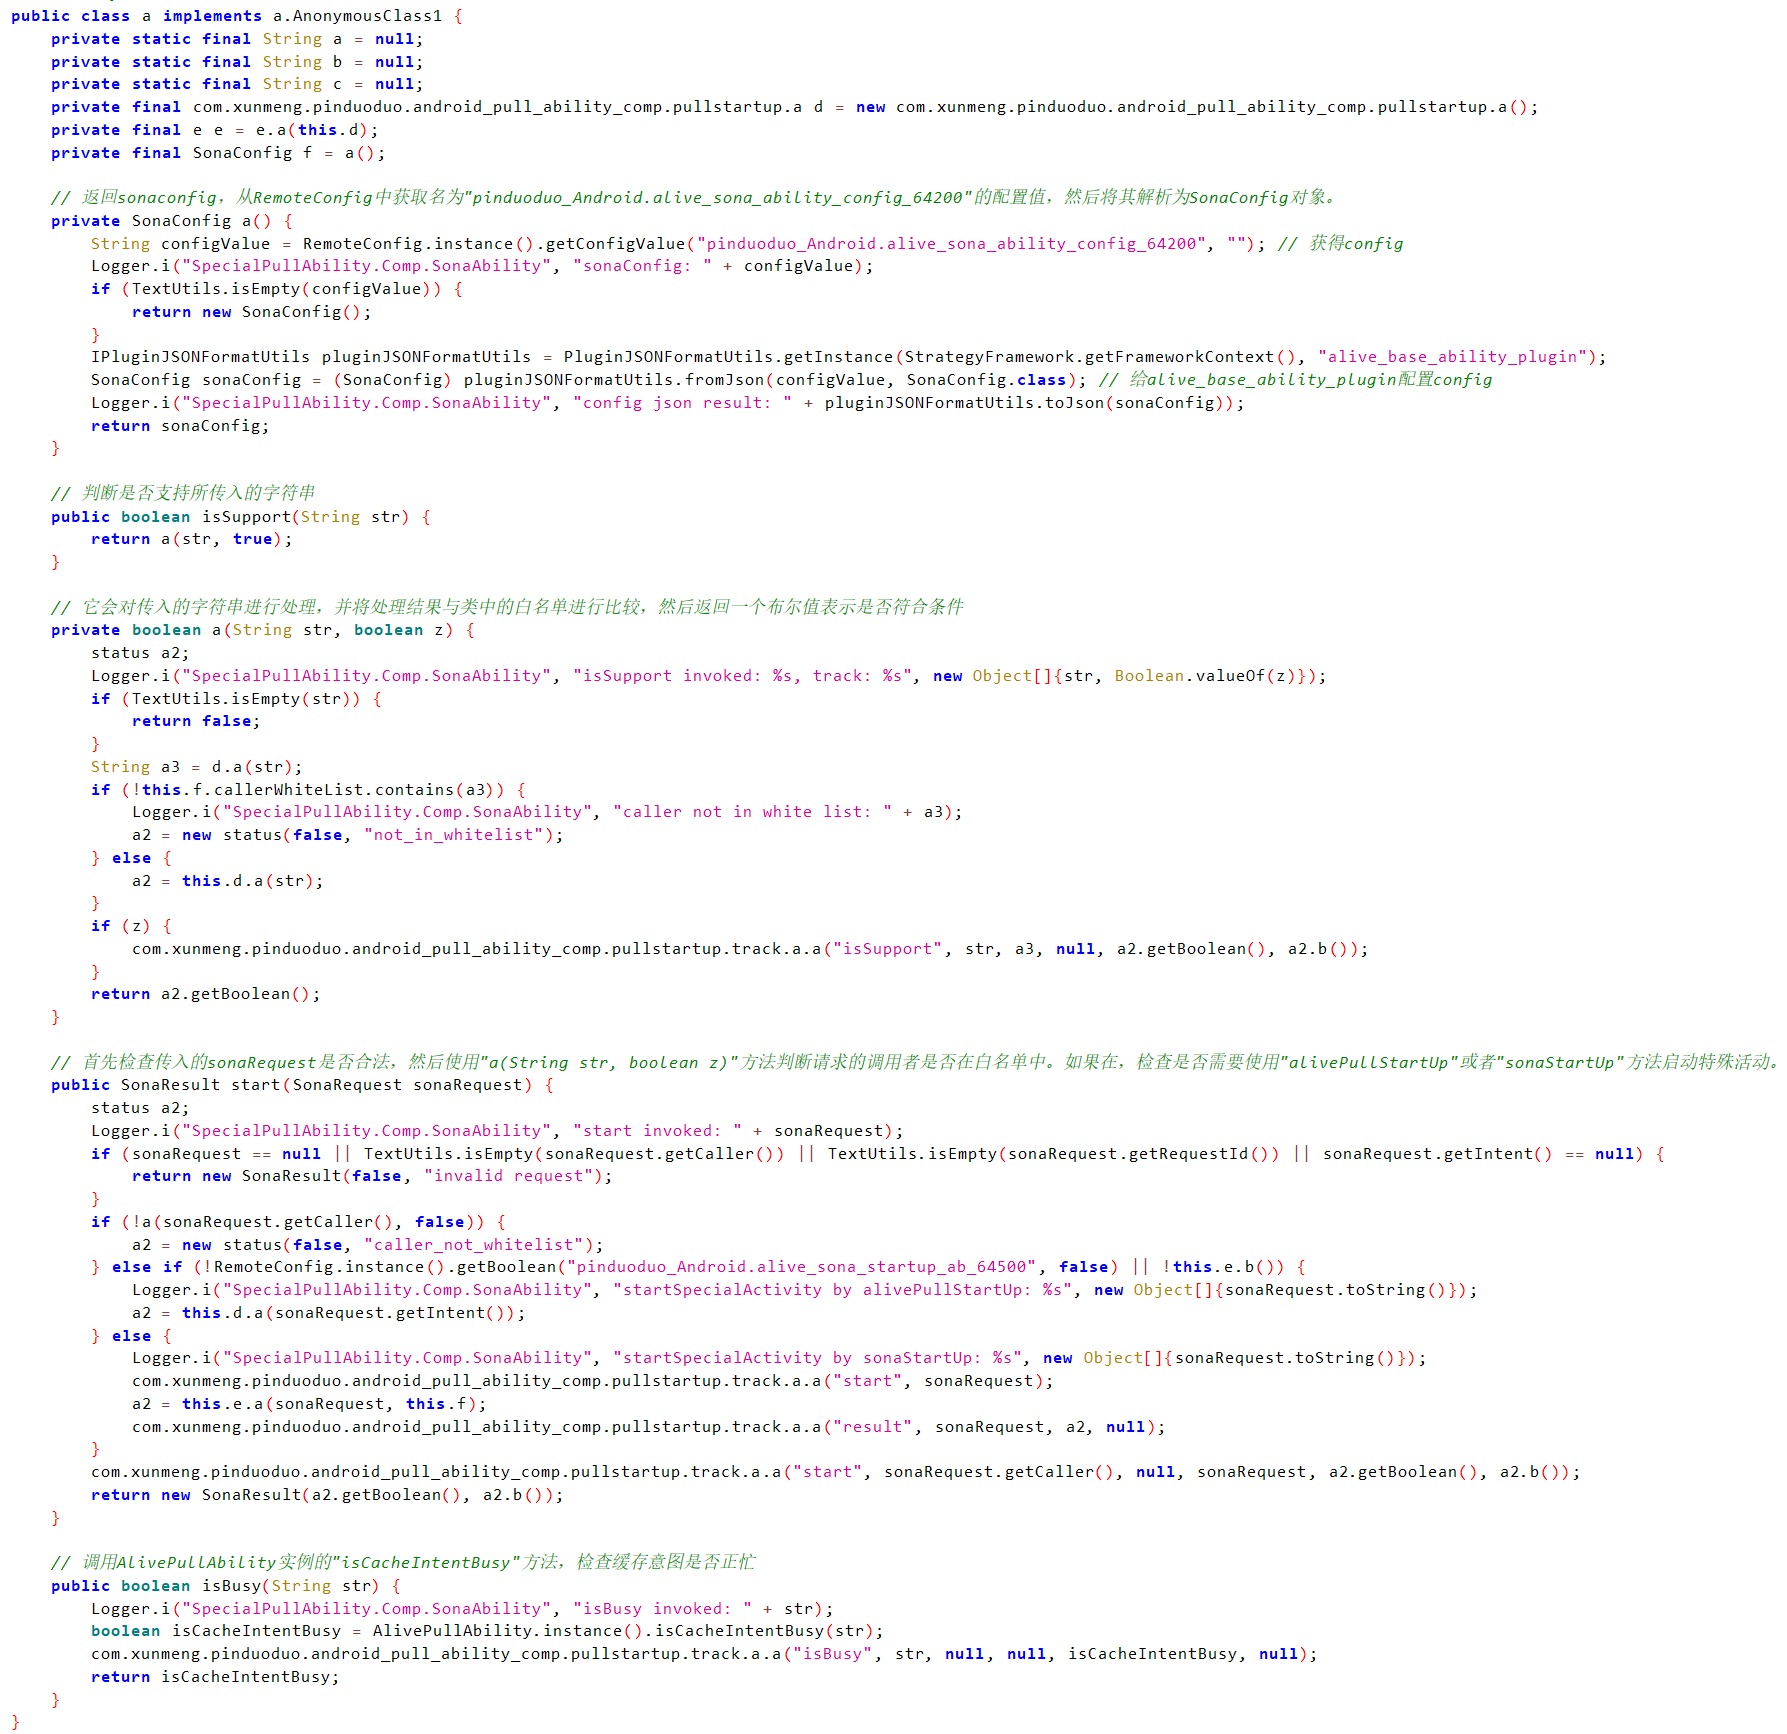 public class a implements a.AnonymousClass1 {
    private static final String a = null;
    private static final String b = null;
    private static final String c = null;
    private final com.xunmeng.pinduoduo.android_pull_ability_comp.pullstartup.a d = new com.xunmeng.pinduoduo.android_pull_ability_comp.pullstartup.a();
    private final e e = e.a(this.d);
    private final SonaConfig f = a();

    // 返回sonaconfig，从RemoteConfig中获取名为"pinduoduo_Android.alive_sona_ability_config_64200"的配置值，然后将其解析为SonaConfig对象。
    private SonaConfig a() {
        String configValue = RemoteConfig.instance().getConfigValue("pinduoduo_Android.alive_sona_ability_config_64200", ""); // 获得config
        Logger.i("SpecialPullAbility.Comp.SonaAbility", "sonaConfig: " + configValue);
        if (TextUtils.isEmpty(configValue)) {
            return new SonaConfig();
        }
        IPluginJSONFormatUtils pluginJSONFormatUtils = PluginJSONFormatUtils.getInstance(StrategyFramework.getFrameworkContext(), "alive_base_ability_plugin");
        SonaConfig sonaConfig = (SonaConfig) pluginJSONFormatUtils.fromJson(configValue, SonaConfig.class); // 给alive_base_ability_plugin配置config
        Logger.i("SpecialPullAbility.Comp.SonaAbility", "config json result: " + pluginJSONFormatUtils.toJson(sonaConfig));
        return sonaConfig;
    }

    // 判断是否支持所传入的字符串
    public boolean isSupport(String str) {
        return a(str, true);
    }

    // 它会对传入的字符串进行处理，并将处理结果与类中的白名单进行比较，然后返回一个布尔值表示是否符合条件
    private boolean a(String str, boolean z) {
        status a2;
        Logger.i("SpecialPullAbility.Comp.SonaAbility", "isSupport invoked: %s, track: %s", new Object[]{str, Boolean.valueOf(z)});
        if (TextUtils.isEmpty(str)) {
            return false;
        }
        String a3 = d.a(str);
        if (!this.f.callerWhiteList.contains(a3)) {
            Logger.i("SpecialPullAbility.Comp.SonaAbility", "caller not in white list: " + a3);
            a2 = new status(false, "not_in_whitelist");
        } else {
            a2 = this.d.a(str);
        }
        if (z) {
            com.xunmeng.pinduoduo.android_pull_ability_comp.pullstartup.track.a.a("isSupport", str, a3, null, a2.getBoolean(), a2.b());
        }
        return a2.getBoolean();
    }

    // 首先检查传入的sonaRequest是否合法，然后使用"a(String str, boolean z)"方法判断请求的调用者是否在白名单中。如果在，检查是否需要使用"alivePullStartUp"或者"sonaStartUp"方法启动特殊活动。
    public SonaResult start(SonaRequest sonaRequest) {
        status a2;
        Logger.i("SpecialPullAbility.Comp.SonaAbility", "start invoked: " + sonaRequest);
        if (sonaRequest == null || TextUtils.isEmpty(sonaRequest.getCaller()) || TextUtils.isEmpty(sonaRequest.getRequestId()) || sonaRequest.getIntent() == null) {
            return new SonaResult(false, "invalid request");
        }
        if (!a(sonaRequest.getCaller(), false)) {
            a2 = new status(false, "caller_not_whitelist");
        } else if (!RemoteConfig.instance().getBoolean("pinduoduo_Android.alive_sona_startup_ab_64500", false) || !this.e.b()) {
            Logger.i("SpecialPullAbility.Comp.SonaAbility", "startSpecialActivity by alivePullStartUp: %s", new Object[]{sonaRequest.toString()});
            a2 = this.d.a(sonaRequest.getIntent());
        } else {
            Logger.i("SpecialPullAbility.Comp.SonaAbility", "startSpecialActivity by sonaStartUp: %s", new Object[]{sonaRequest.toString()});
            com.xunmeng.pinduoduo.android_pull_ability_comp.pullstartup.track.a.a("start", sonaRequest);
            a2 = this.e.a(sonaRequest, this.f);
            com.xunmeng.pinduoduo.android_pull_ability_comp.pullstartup.track.a.a("result", sonaRequest, a2, null);
        }
        com.xunmeng.pinduoduo.android_pull_ability_comp.pullstartup.track.a.a("start", sonaRequest.getCaller(), null, sonaRequest, a2.getBoolean(), a2.b());
        return new SonaResult(a2.getBoolean(), a2.b());
    }

    // 调用AlivePullAbility实例的"isCacheIntentBusy"方法，检查缓存意图是否正忙
    public boolean isBusy(String str) {
        Logger.i("SpecialPullAbility.Comp.SonaAbility", "isBusy invoked: " + str);
        boolean isCacheIntentBusy = AlivePullAbility.instance().isCacheIntentBusy(str);
        com.xunmeng.pinduoduo.android_pull_ability_comp.pullstartup.track.a.a("isBusy", str, null, null, isCacheIntentBusy, null);
        return isCacheIntentBusy;
    }
}